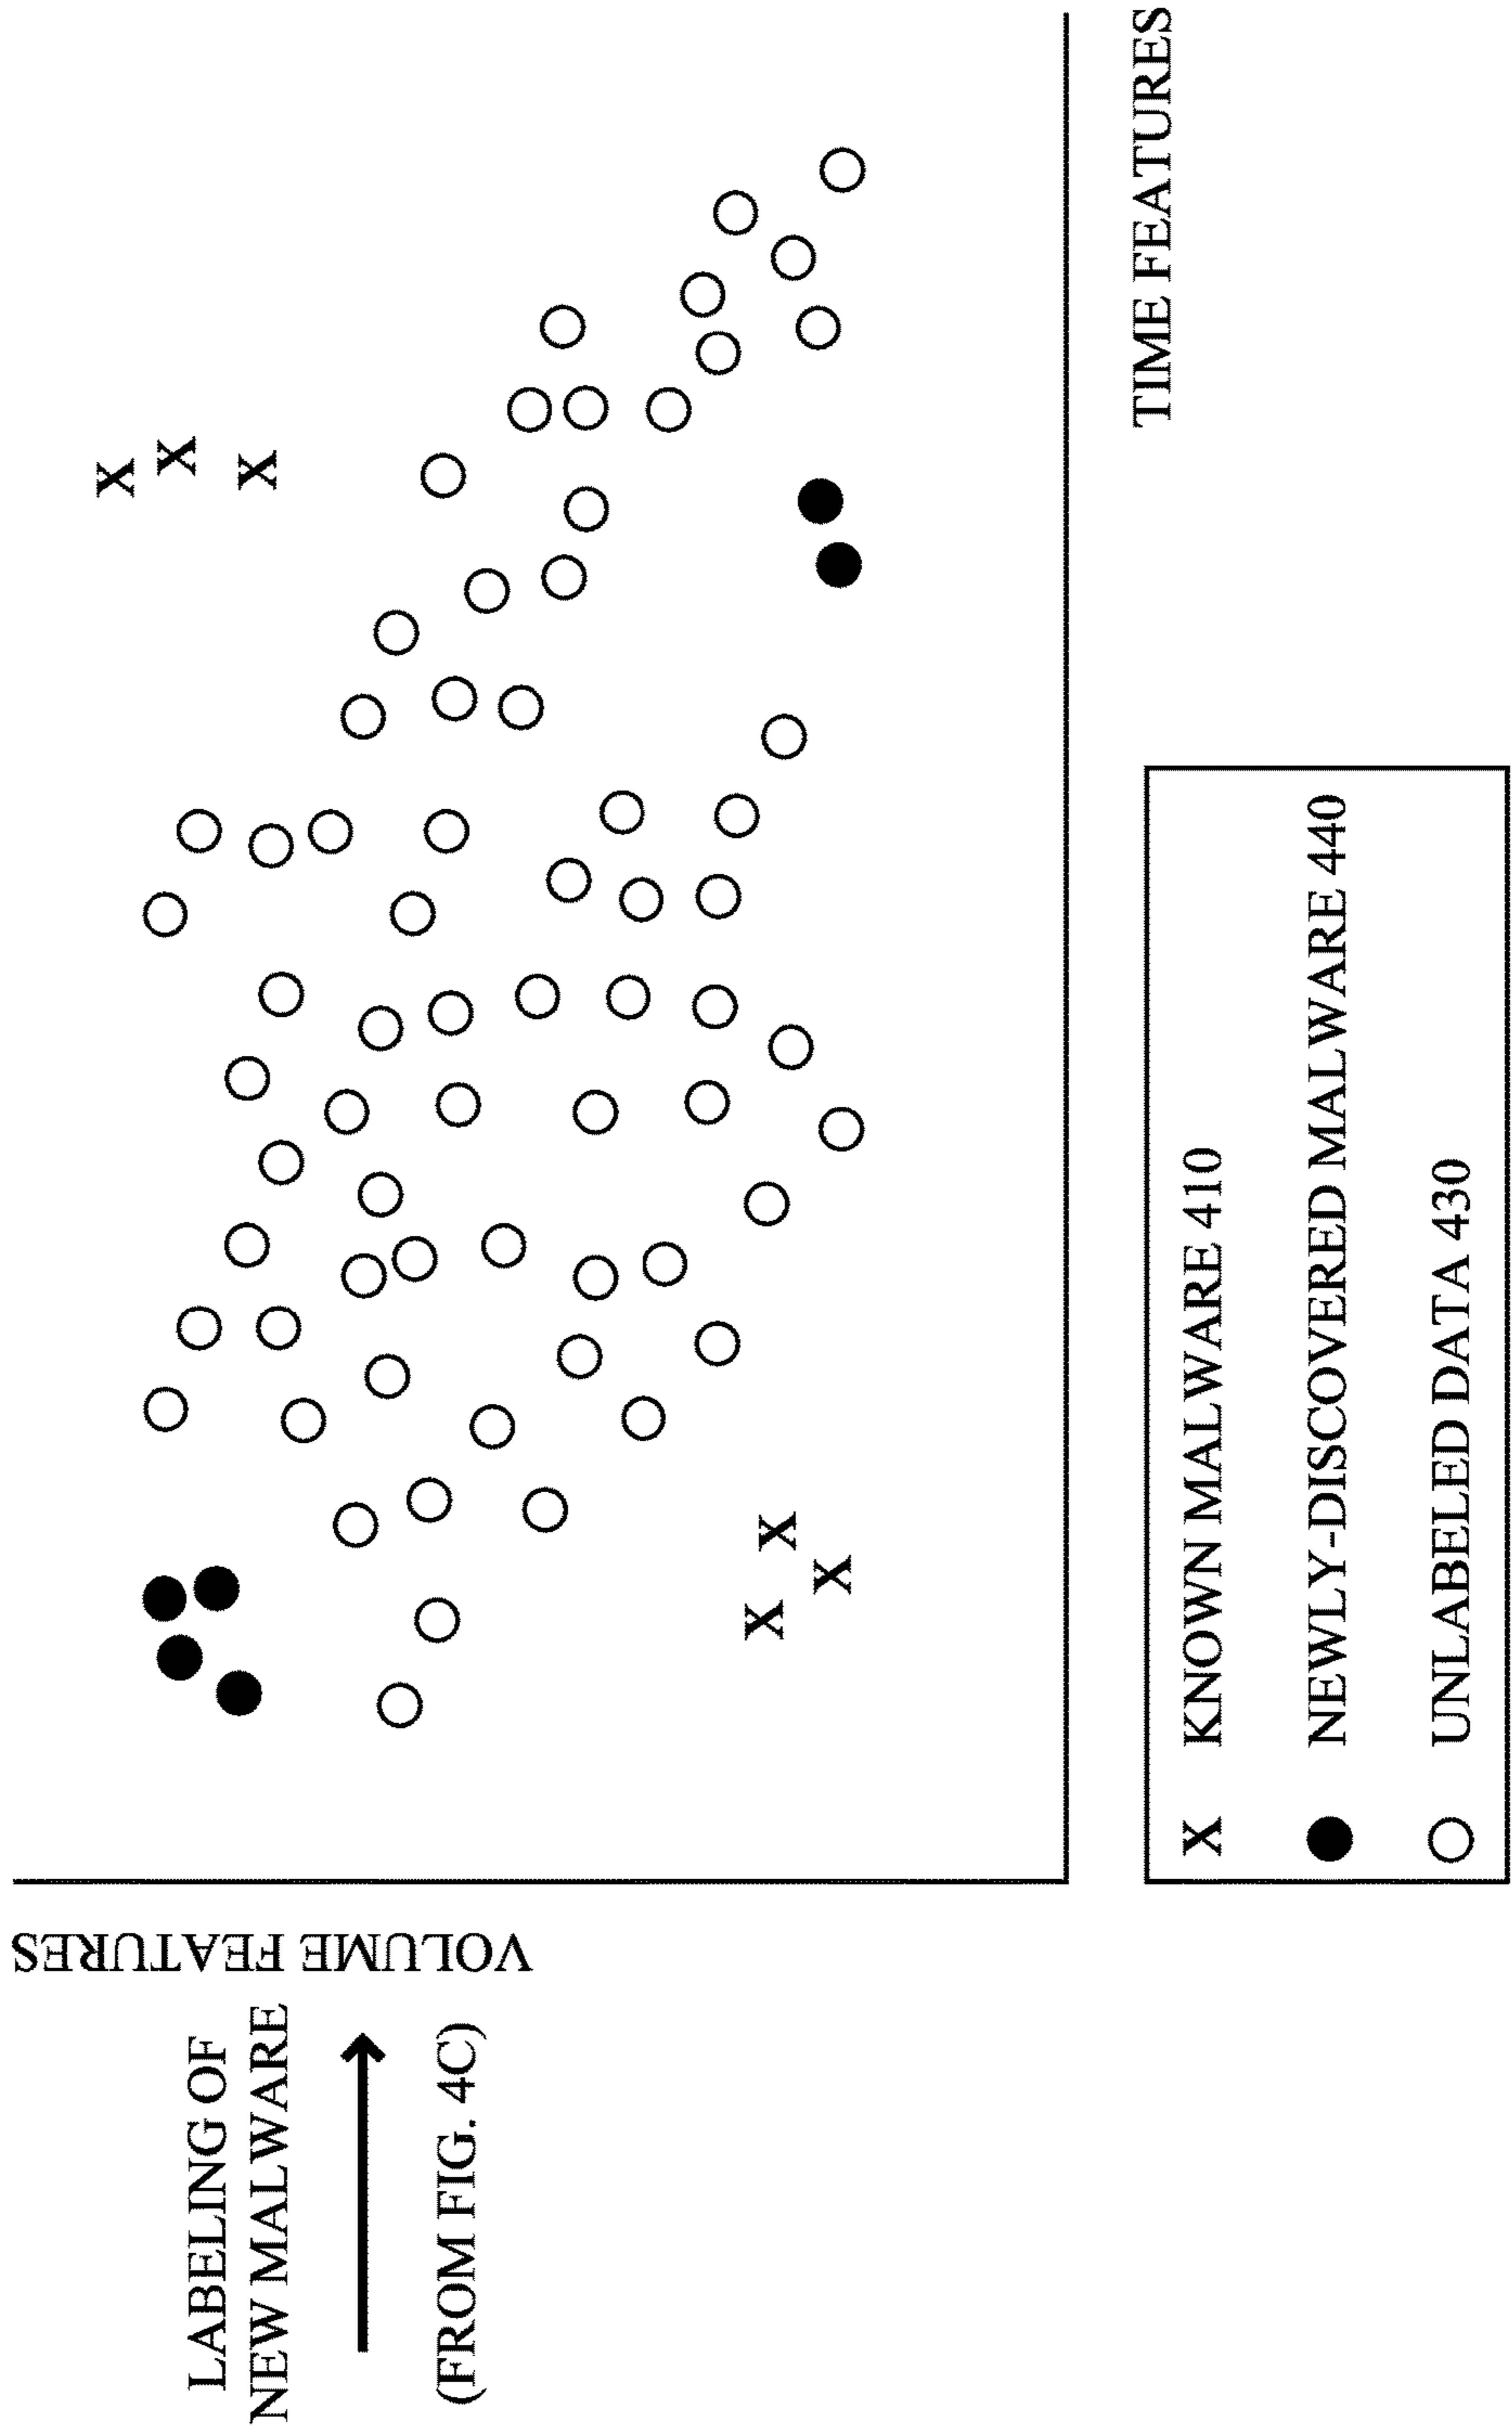 LABELING OF
NEW MALWARE
(FROM FIG. 4C)
VOLUME FEATURES
X X X
X X X
TIME FEATURES
X KNOWN MALWARE 410
NEWLY-DISCOVERED MALWARE 440
UNLABELED DATA 430